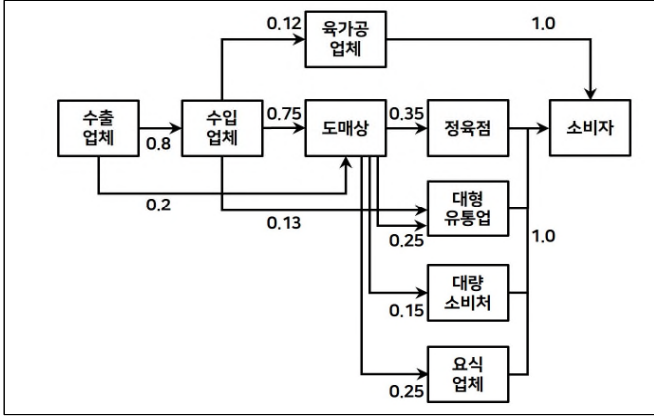 0.12
육가공
업체
1.0
수출
업체
0.8
수입
업체
0.75
도매상
0.35
정육점
소비자
0.2
0.13
대형
유통업
0.25
1.0
대량
소비처
0.15
요식
업체
0.25